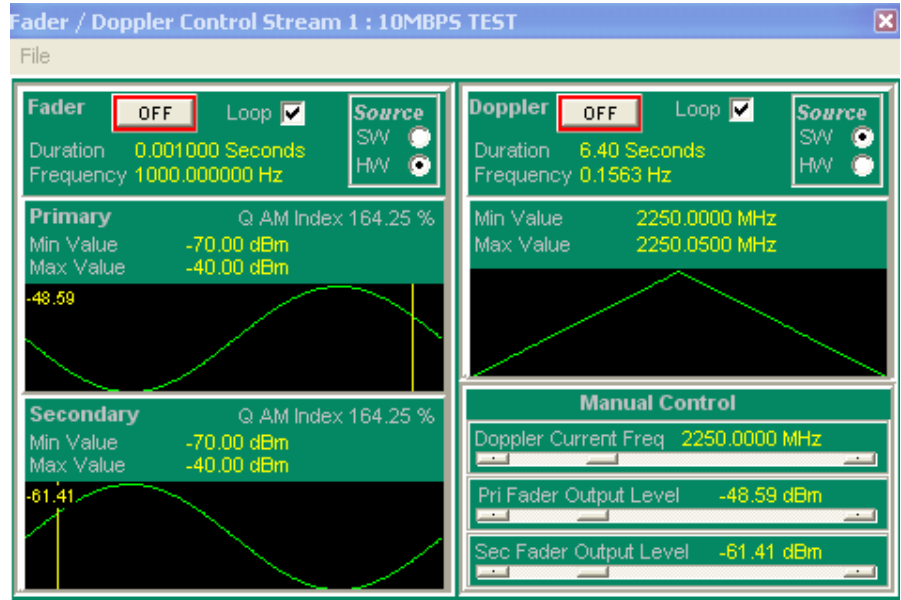 Fader / Doppler Control Stream 1 : 10MBPS TEST
File
Fader OFF Loop Source
SW
HW
Duration 0.001000 Seconds
Frequency 1000.000000 Hz
Primary Q AM Index 164.25 %
Min Value -70.00 dBm
Max Value -40.00 dBm
-48.59
Secondary Q AM Index 164.25 %
Min Value -70.00 dBm
Max Value -40.00 dBm
-61.41
Doppler OFF Loop Source
SW
HW
Duration 6.40 Seconds
Frequency 0.1563 Hz
Min Value 2250.0000 MHz
Max Value 2250.0500 MHz
Manual Control
Doppler Current Freq 2250.0000 MHz
Pri Fader Output Level -48.59 dBm
Sec Fader Output Level -61.41 dBm